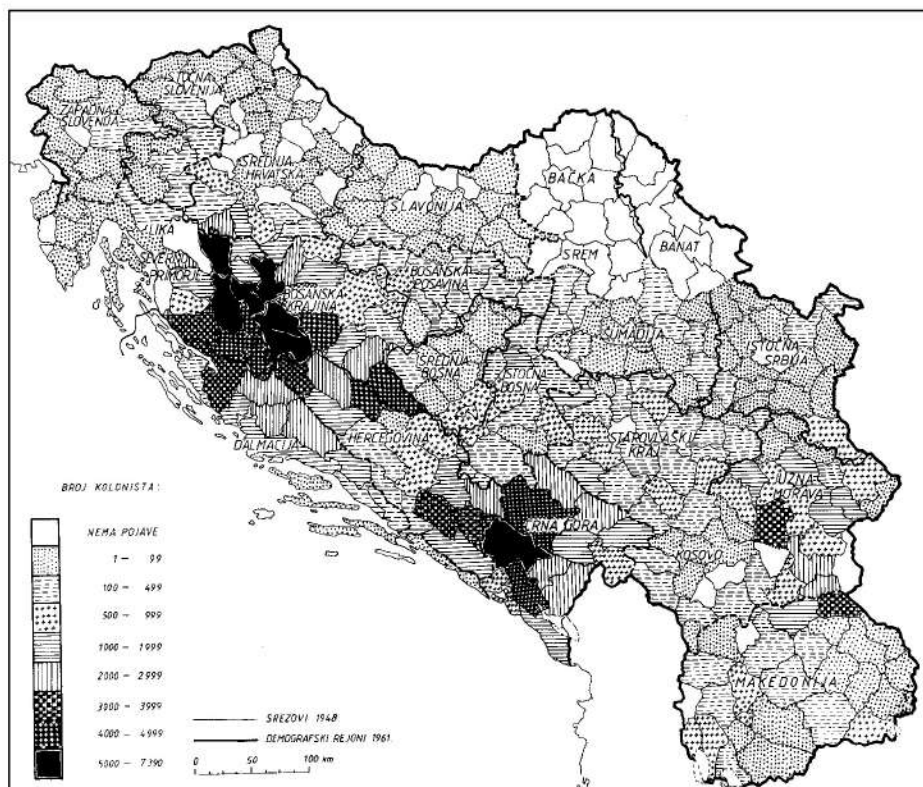 ISTOČNA
SLOVENIJA
ZAPADNA
SLOVENIJA
SREDNJA
HRVATSKA
BAČKA
SLAVONIJA
LIKA
SREM
BANAT
PRIMORJE
BOSANSKA
POSAVINA
BOSANSKA
KRAJINA
ŠUMADIJA
ISTOČNA
SRBIJA
SREDNJA
BOSNA
ISTOČNA
BOSNA
DALMACIJA
HERCEGOVINA
STAROVLAŠKI
KRAJ
JUŽNA
MORAVA
CRNA GORA
KOSOVO
MAKEDONIJA
BROJ KOLONISTA:
NEMA POJAVE
1 - 99
100 - 499
500 - 999
1000 - 1999
2000 - 2999
3000 - 3999
4000 - 4999
5000 - 7390
SREZOVI 1948
DEMOGRAFSKI REJONI 1961.
0 50 100 km